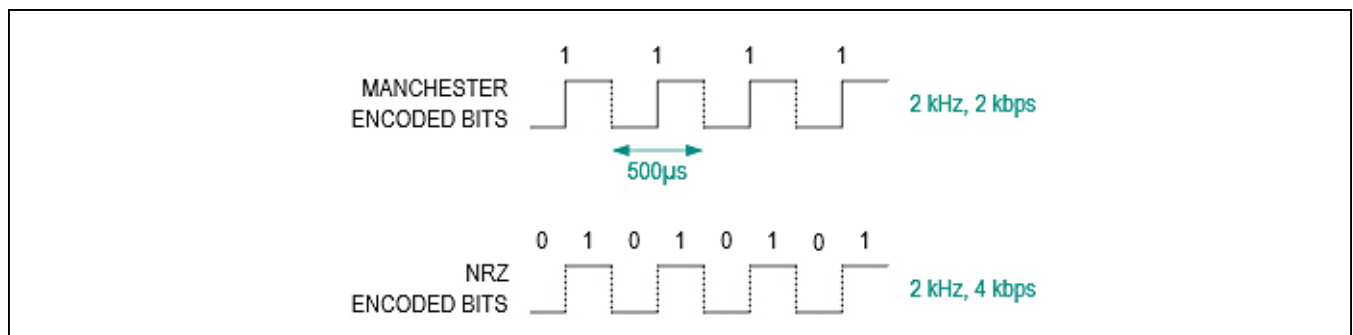 1 1 1 1
MANCHESTER
ENCODED BITS
2 kHz, 2 kbps
500µs
0 1 0 1 0 1 0 1
NRZ
ENCODED BITS
2 kHz, 4 kbps